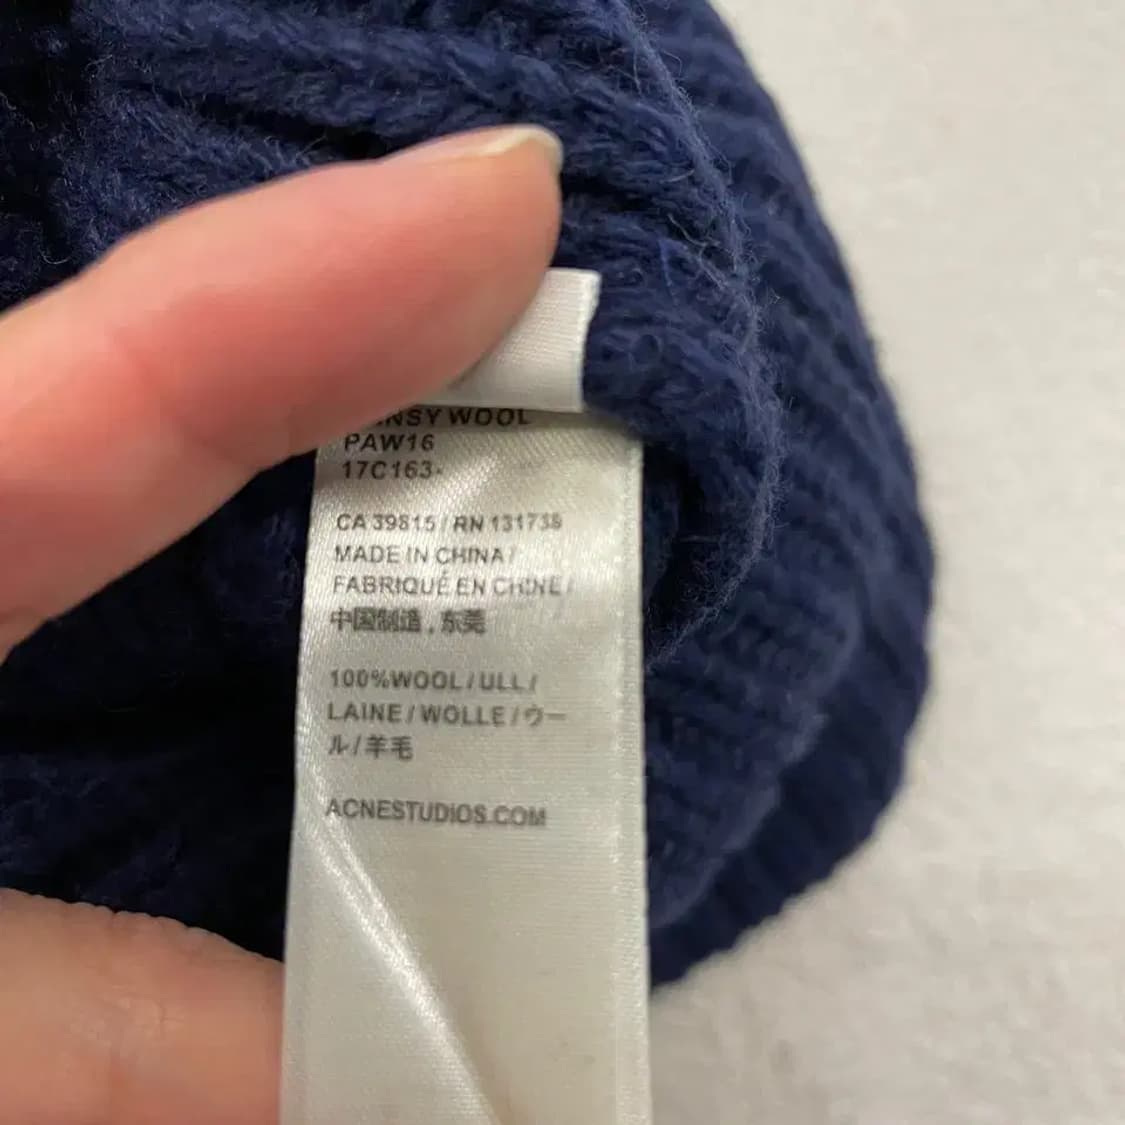 WOOL
PAW16
17C163-
CA 39815 / RN 131738
MADE IN CHINA /
FABRIQUÉ EN CHINE /
中国制造 , 东莞
100%WOOL / ULL /
LAINE / WOLLE / ウー
ル / 羊毛
ACNESTUDIOS.COM